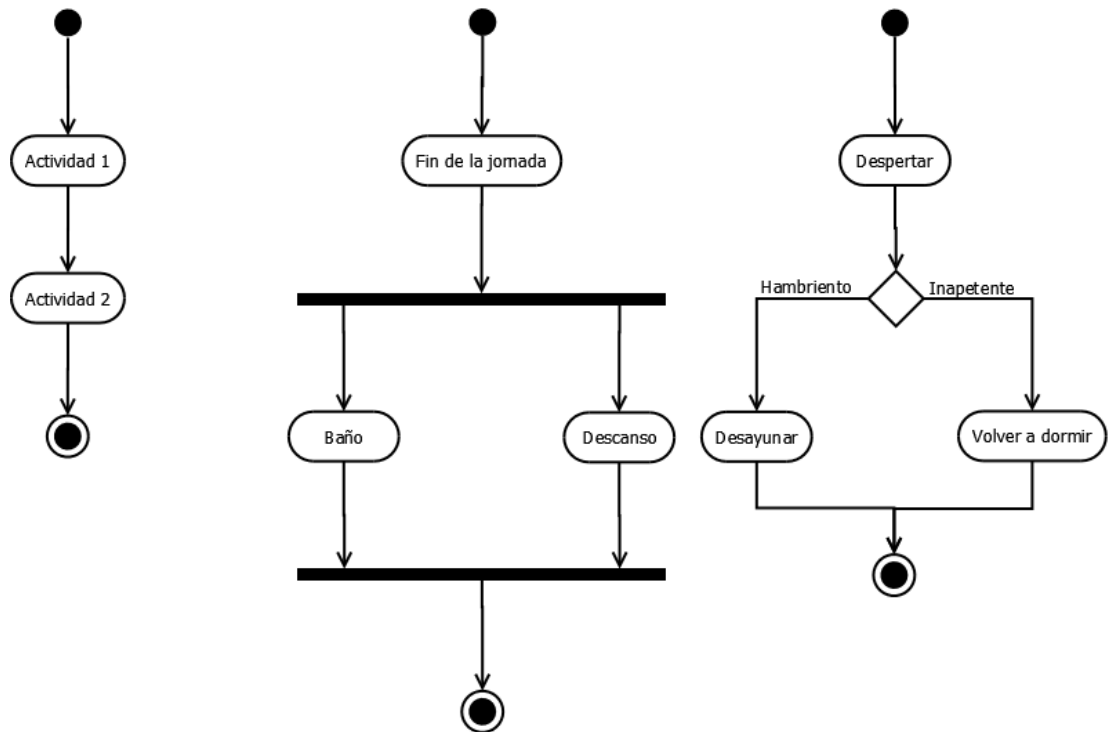 Actividad 1
Actividad 2
Fin de la jornada
Baño
Descanso
Despertar
Hambriento
Inapetente
Desayunar
Volver a dormir